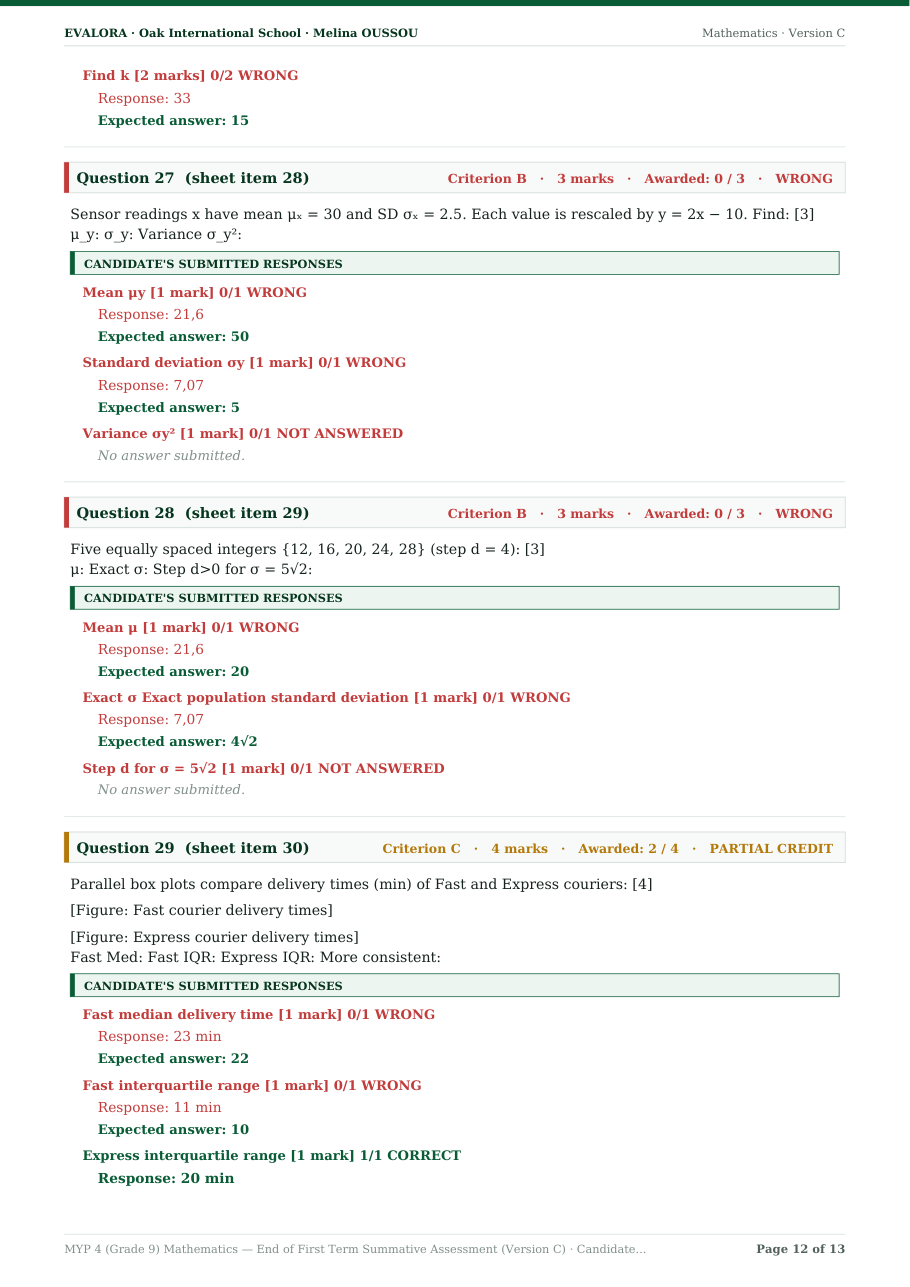 EVALORA · Oak International School · Melina OUSSOU
Mathematics · Version C
Find k [2 marks] 0/2 WRONG
Response: 33
Expected answer: 15
Question 27 (sheet item 28)
Criterion B · 3 marks · Awarded: 0 / 3 · WRONG
Sensor readings x have mean μₓ = 30 and SD σₓ = 2.5. Each value is rescaled by y = 2x − 10. Find: [3]
μ_y: σ_y: Variance σ_y²:
CANDIDATE'S SUBMITTED RESPONSES
Mean μy [1 mark] 0/1 WRONG
Response: 21,6
Expected answer: 50
Standard deviation σy [1 mark] 0/1 WRONG
Response: 7,07
Expected answer: 5
Variance σy² [1 mark] 0/1 NOT ANSWERED
No answer submitted.
Question 28 (sheet item 29)
Criterion B · 3 marks · Awarded: 0 / 3 · WRONG
Five equally spaced integers {12, 16, 20, 24, 28} (step d = 4): [3]
μ: Exact σ: Step d>0 for σ = 5√2:
CANDIDATE'S SUBMITTED RESPONSES
Mean μ [1 mark] 0/1 WRONG
Response: 21,6
Expected answer: 20
Exact σ Exact population standard deviation [1 mark] 0/1 WRONG
Response: 7,07
Expected answer: 4√2
Step d for σ = 5√2 [1 mark] 0/1 NOT ANSWERED
No answer submitted.
Question 29 (sheet item 30)
Criterion C · 4 marks · Awarded: 2 / 4 · PARTIAL CREDIT
Parallel box plots compare delivery times (min) of Fast and Express couriers: [4]
[Figure: Fast courier delivery times]
[Figure: Express courier delivery times]
Fast Med: Fast IQR: Express IQR: More consistent:
CANDIDATE'S SUBMITTED RESPONSES
Fast median delivery time [1 mark] 0/1 WRONG
Response: 23 min
Expected answer: 22
Fast interquartile range [1 mark] 0/1 WRONG
Response: 11 min
Expected answer: 10
Express interquartile range [1 mark] 1/1 CORRECT
Response: 20 min
MYP 4 (Grade 9) Mathematics — End of First Term Summative Assessment (Version C) · Candidate…
Page 12 of 13